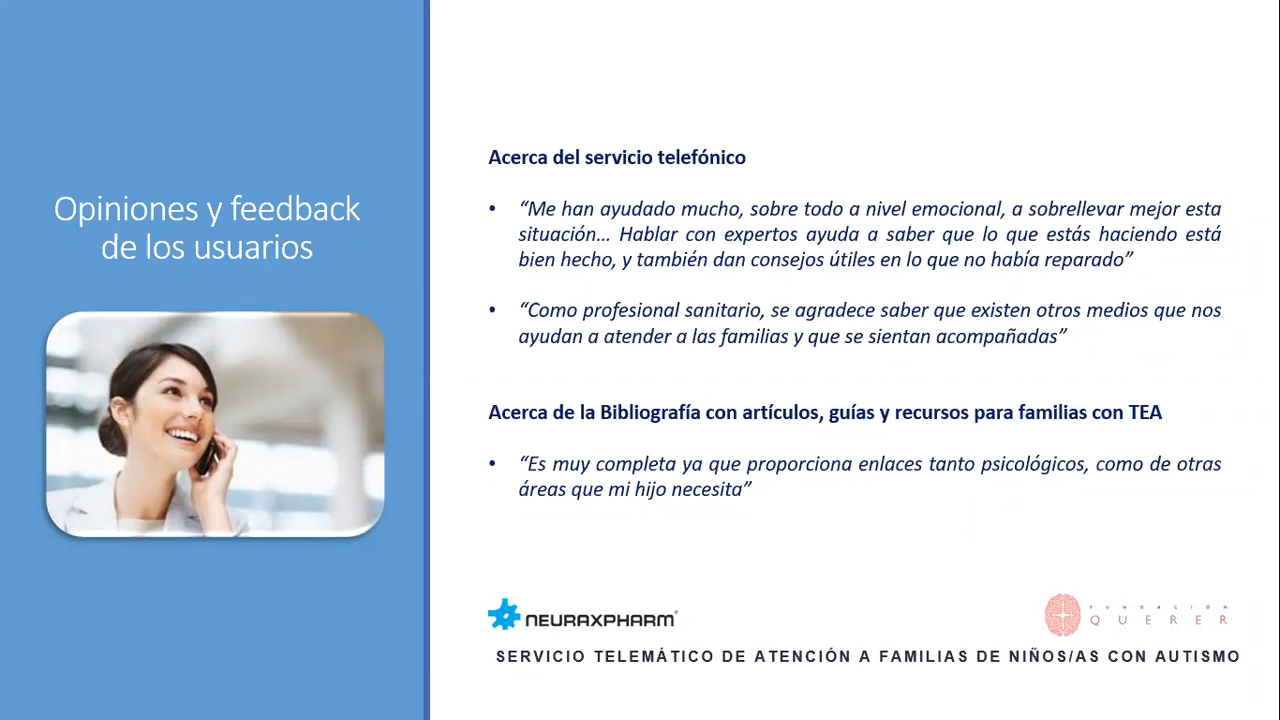 Opiniones y feedback
de los usuarios
Acerca del servicio telefónico
• “Me han ayudado mucho, sobre todo a nivel emocional, a sobrellevar mejor esta
situación… Hablar con expertos ayuda a saber que lo que estás haciendo está
bien hecho, y también dan consejos útiles en lo que no había reparado”
• “Como profesional sanitario, se agradece saber que existen otros medios que nos
ayudan a atender a las familias y que se sientan acompañadas”
Acerca de la Bibliografía con artículos, guías y recursos para familias con TEA
• “Es muy completa ya que proporciona enlaces tanto psicológicos, como de otras
áreas que mi hijo necesita”
NEURAXPHARM®
FUNDACIÓN
QUERER
SERVICIO TELEMÁTICO DE ATENCIÓN A FAMILIAS DE NIÑOS/AS CON AUTISMO